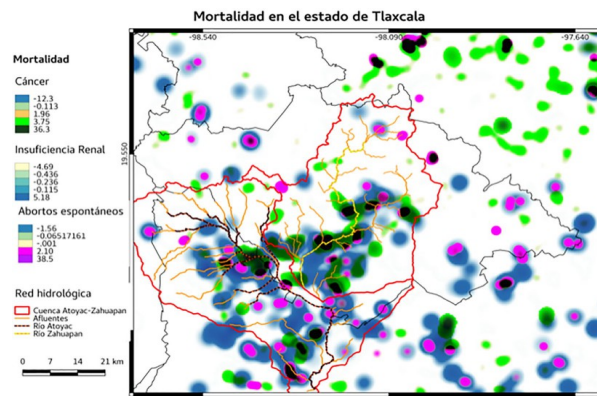 Mortalidad en el estado de Tlaxcala
-98.540
-98.090
-97.640
19.550
Mortalidad
Cáncer
-12.3
-0.113
1.96
3.75
36.3
Insuficiencia Renal
-4.69
-0.436
-0.236
-0.115
5.18
Abortos espontáneos
-1.56
-0.06517161
-.001
2.10
38.5
Red hidrológica
Cuenca Atoyac-Zahuapan
Afluentes
Río Atoyac
Río Zahuapan
0 7 14 21 km